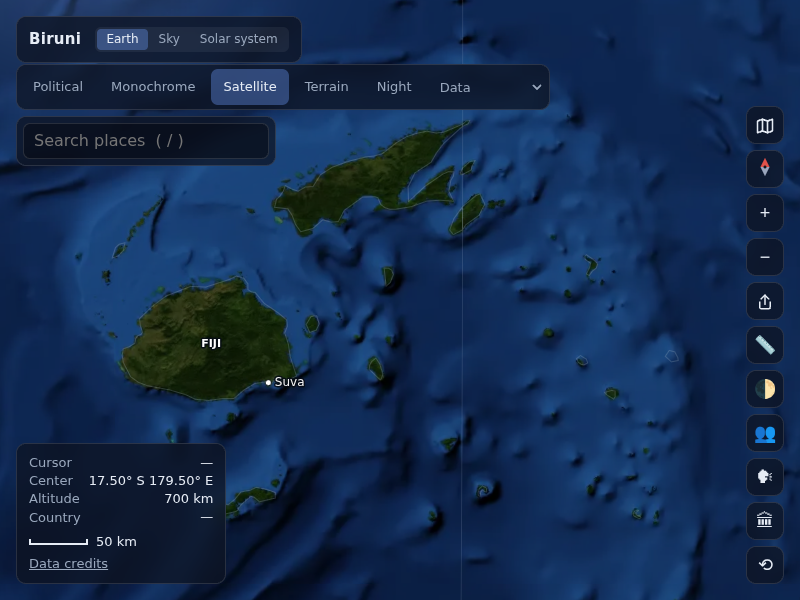 Biruni Earth Sky Solar system
Political Monochrome Satellite Terrain Night Data
Search places ( / )
FIJI
Suva
Cursor —
Center 17.50° S 179.50° E
Altitude 700 km
Country —
50 km
Data credits